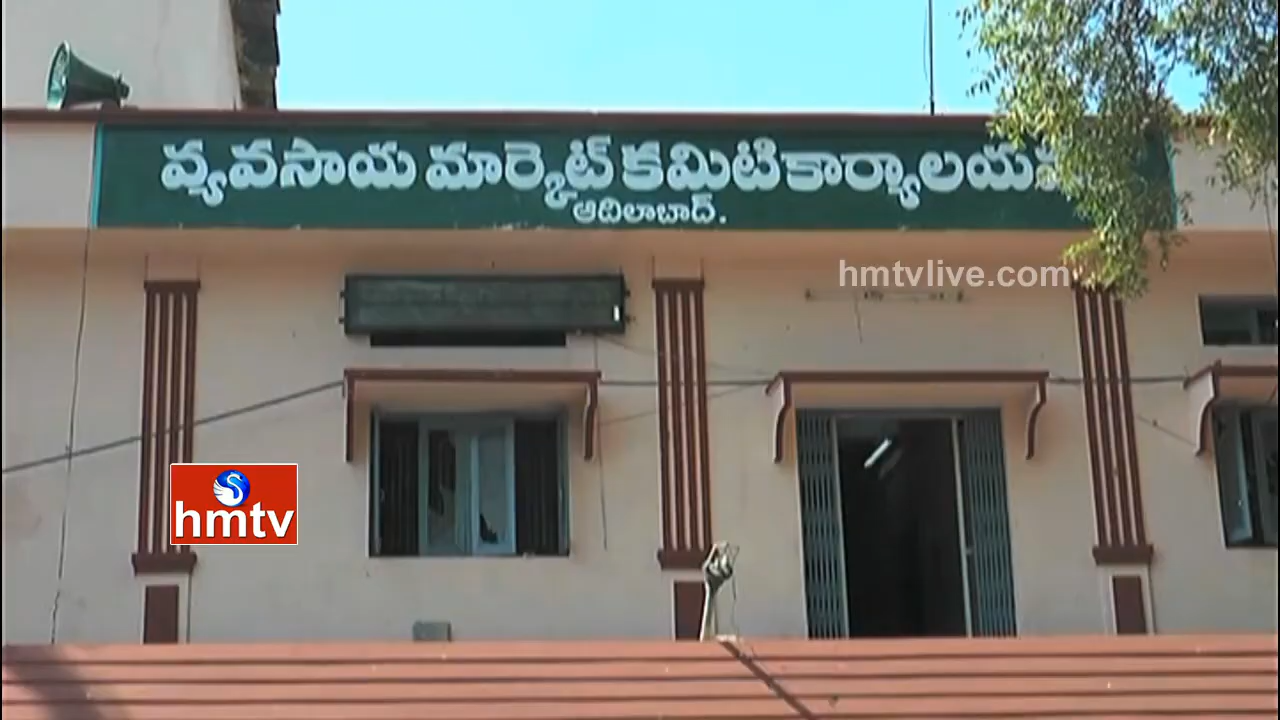 వ్యవసాయ మార్కెట్ కమిటి కార్యాలయ
ఆదిలాబాద్.
hmtvlive.com
hmtv